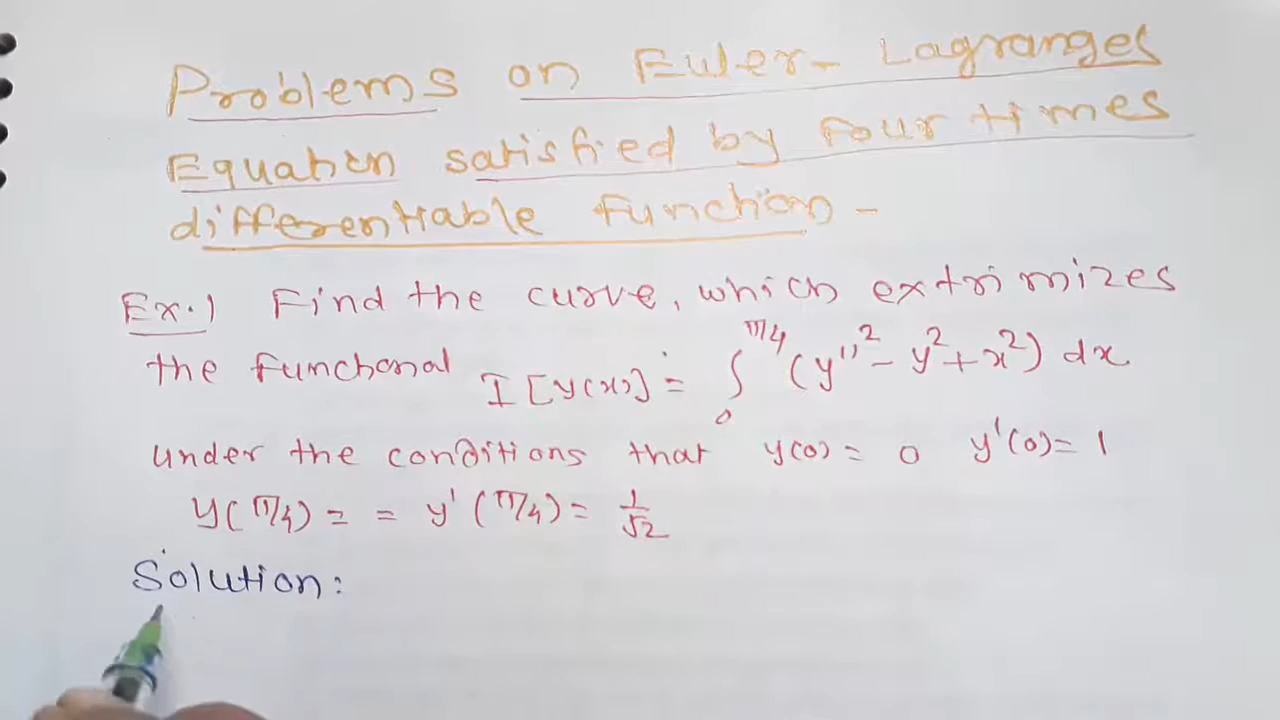 Problems on Euler- Lagranges
Equation satisfied by four times
differentiable function -
Ex.1 Find the curve, which extrimizes
the functional I[y(x)] = ∫₀^π/4 (y''² - y² + x²) dx
under the conditions that y(0) = 0 y'(0) = 1
y(π/4) = = y'(π/4) = 1/√2
Solution: